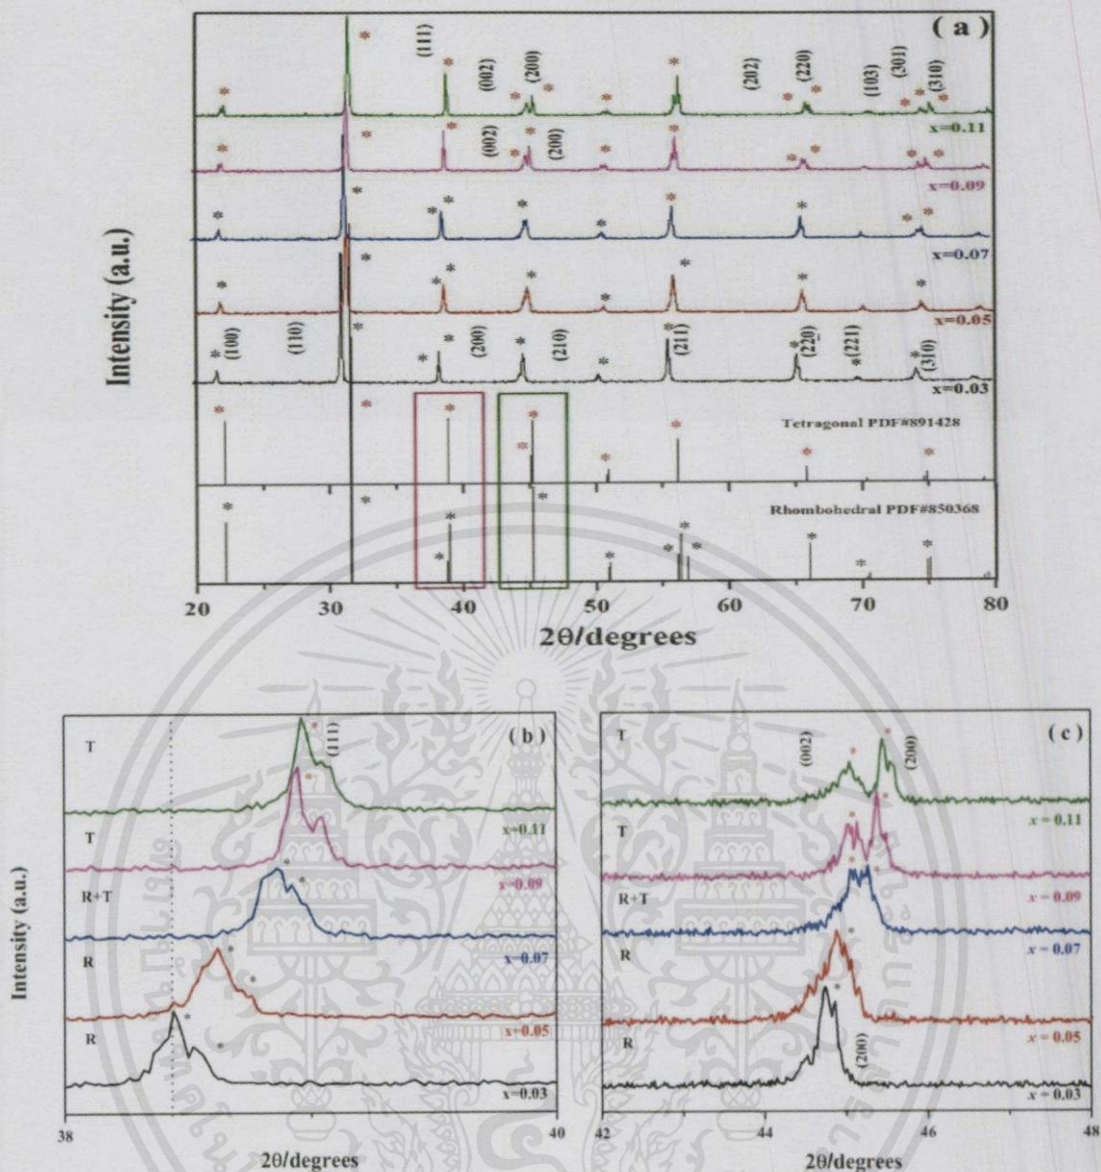 ( a )
(111)
(002)
(200)
(202)
(220)
(103)
(301)
(310)
x=0.11
(002)
(200)
x=0.09
x=0.07
x=0.05
(100)
(110)
(200)
(210)
(211)
(220)
(221)
(310)
x=0.03
Tetragonal PDF#891428
Rhombohedral PDF#850368
Intensity (a.u.)
20 30 40 50 60 70 80
2θ/degrees
( b )
T
(111)
x=0.11
T
x=0.09
R+T
x=0.07
R
x=0.05
R
x=0.03
Intensity (a.u.)
38 40
2θ/degrees
( c )
T
(002)
(200)
x = 0.11
T
x = 0.09
R+T
x = 0.07
R
x = 0.05
R
(200)
x = 0.03
42 44 46 48
2θ/degrees